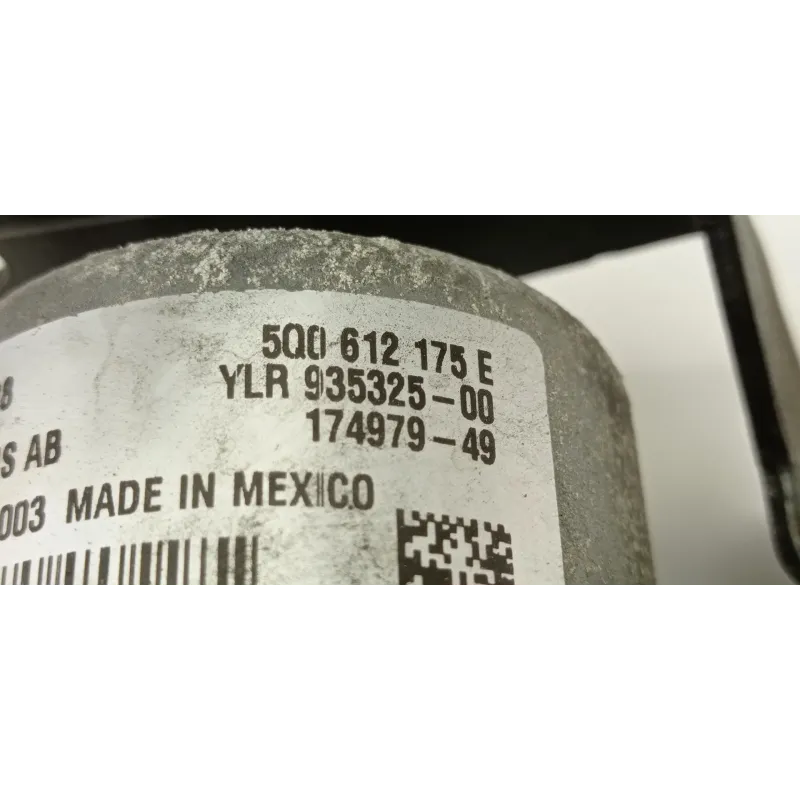 5Q0 612 175 E
YLR 935325-00
174979-49
AB
003 MADE IN MEXICO